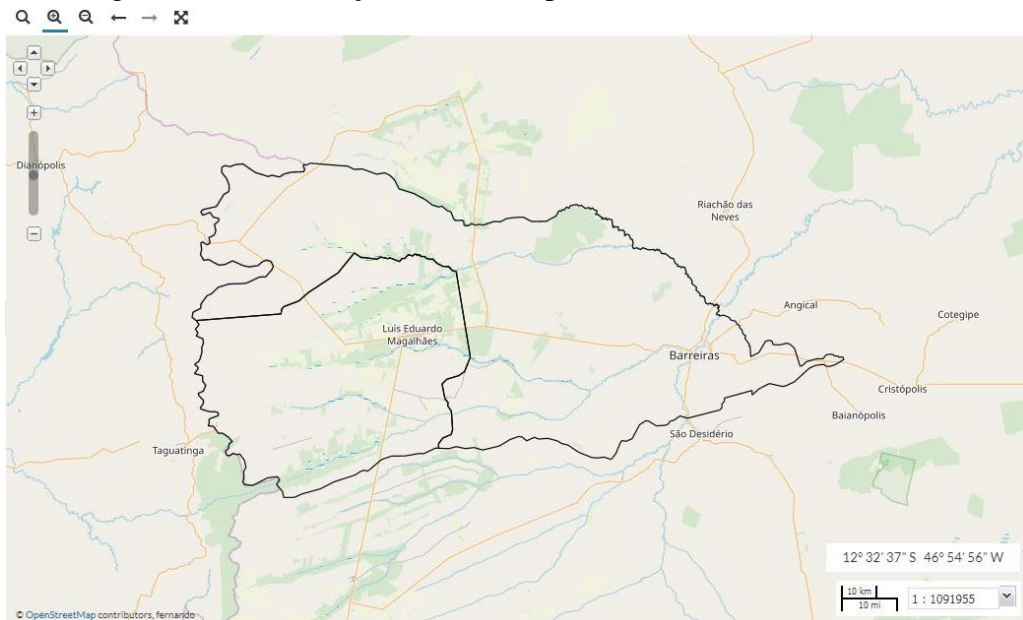 Dianópolis
Riachão das
Neves
Angical
Cotegipe
Luís Eduardo
Magalhães
Barreiras
Cristópolis
Baianópolis
São Desidério
Taguatinga
12° 32' 37" S 46° 54' 56" W
10 km
10 mi
1 : 1091955
© OpenStreetMap contributors, fernando